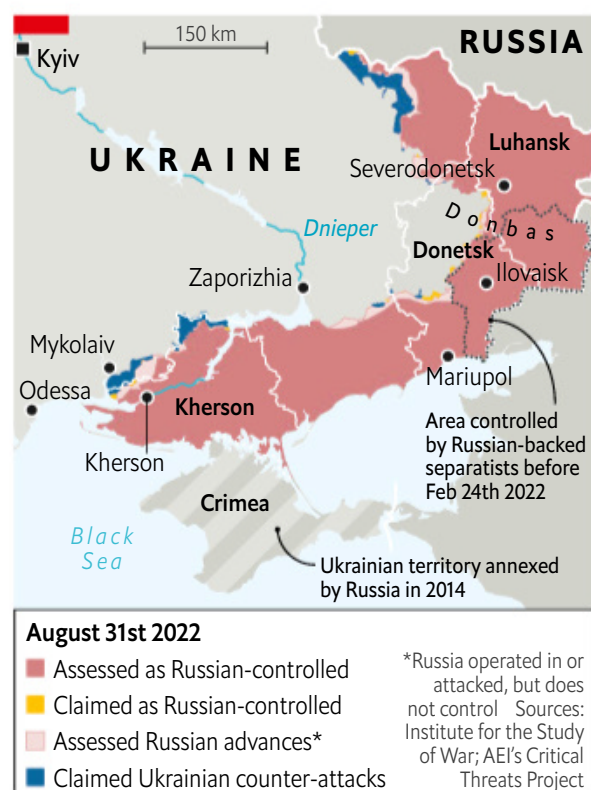 150 km
RUSSIA
Kyiv
Luhansk
UKRAINE
Severodonetsk
Dnieper
Donbas
Donetsk
Zaporizhia
Ilovaisk
Mykolaiv
Mariupol
Odessa
Kherson
Area controlled
by Russian-backed
separatists before
Feb 24th 2022
Kherson
Crimea
Black
Sea
Ukrainian territory annexed
by Russia in 2014
August 31st 2022
Assessed as Russian-controlled
Claimed as Russian-controlled
Assessed Russian advances*
Claimed Ukrainian counter-attacks
*Russia operated in or
attacked, but does
not control Sources:
Institute for the Study
of War; AEI's Critical
Threats Project